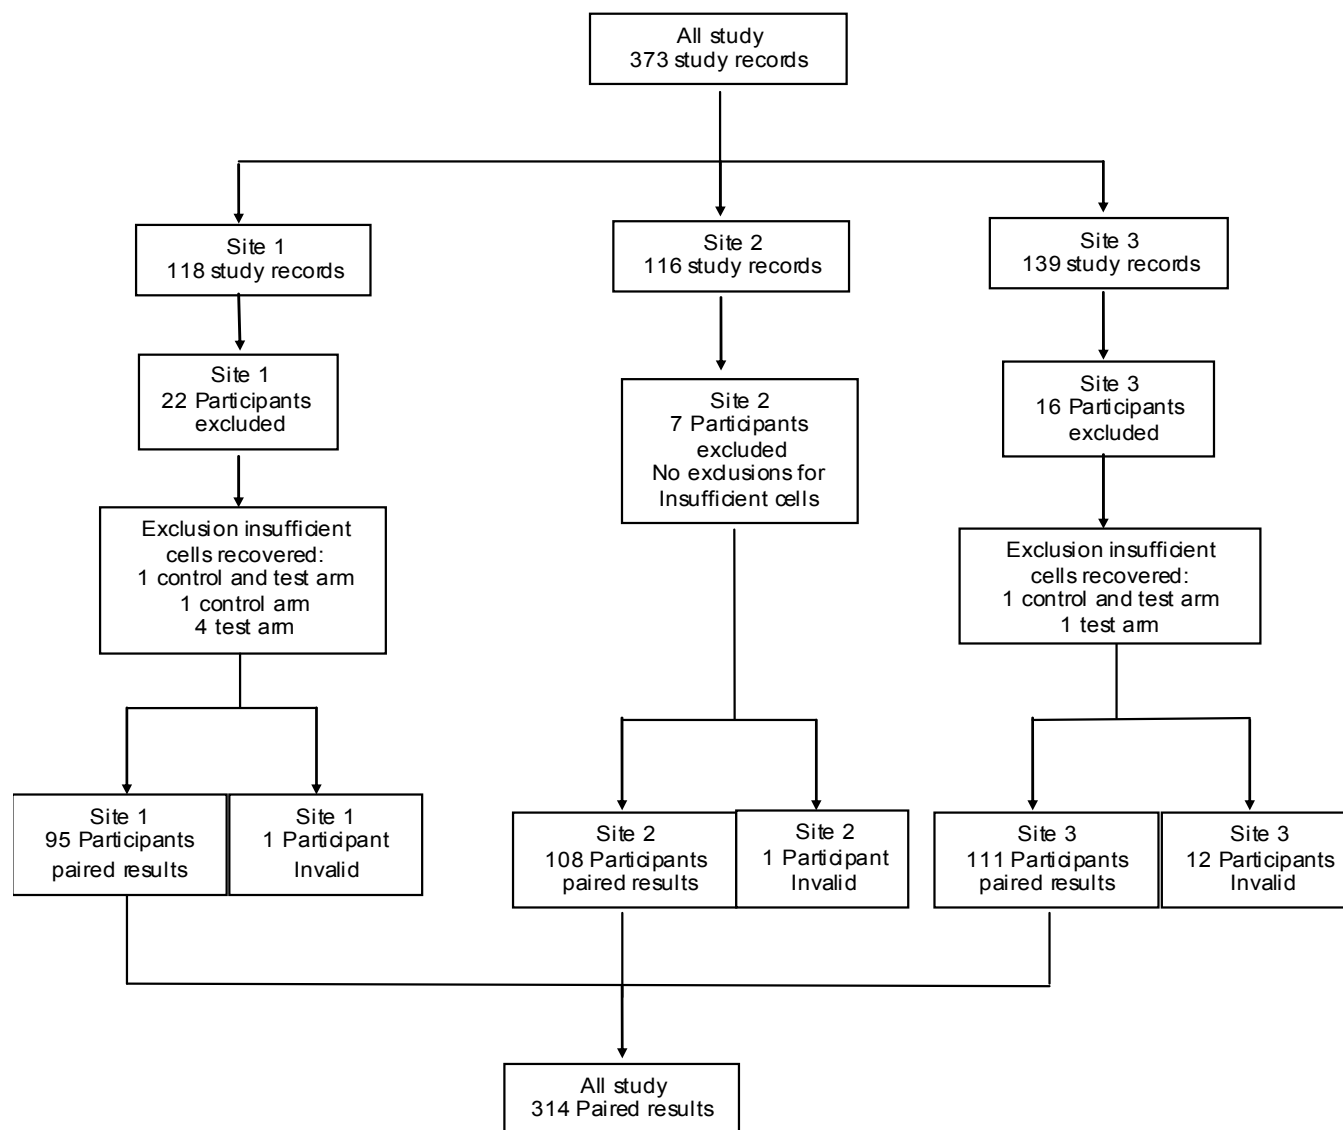 All study
373 study records
Site 1
118 study records
Site 2
116 study records
Site 3
139 study records
Site 1
22 Participants
excluded
Site 2
7 Participants
excluded
No exclusions for
Insufficient cells
Site 3
16 Participants
excluded
Exclusion insufficient
cells recovered:
1 control and test arm
1 control arm
4 test arm
Exclusion insufficient
cells recovered:
1 control and test arm
1 test arm
Site 1
95 Participants
paired results
Site 1
1 Participant
Invalid
Site 2
108 Participants
paired results
Site 2
1 Participant
Invalid
Site 3
111 Participants
paired results
Site 3
12 Participants
Invalid
All study
314 Paired results